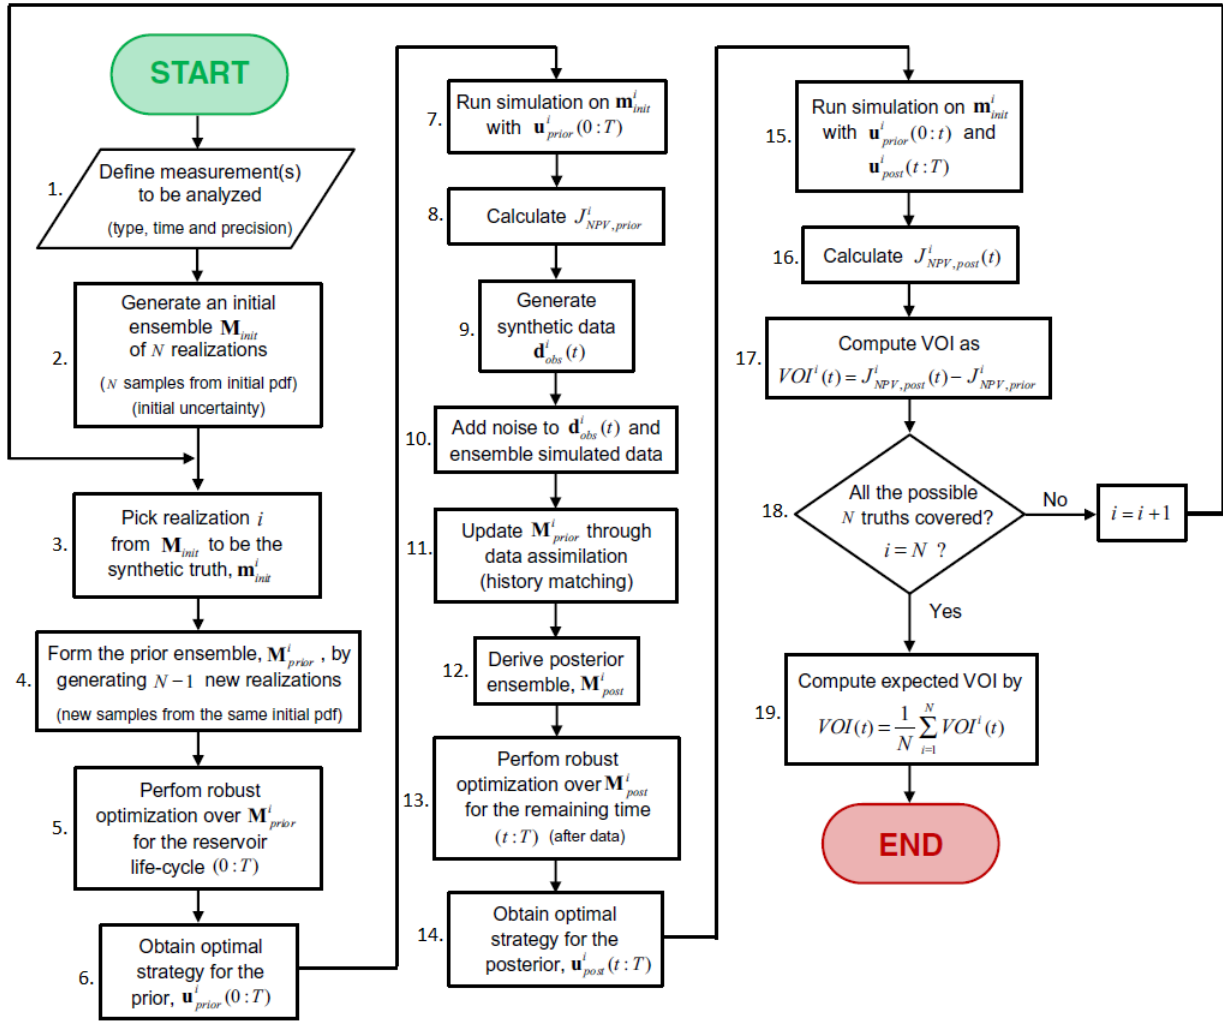 START
1.
Define measurement(s)
to be analyzed
(type, time and precision)
2.
Generate an initial
ensemble M_init
of N realizations
(N samples from initial pdf)
(initial uncertainty)
3.
Pick realization i
from M_init to be the
synthetic truth, m^i_init
4.
Form the prior ensemble, M^i_prior , by
generating N−1 new realizations
(new samples from the same initial pdf)
5.
Perfom robust
optimization over M^i_prior
for the reservoir
life-cycle (0:T)
6.
Obtain optimal
strategy for the
prior, u^i_prior (0:T)
7.
Run simulation on m^i_init
with u^i_prior (0:T)
8.
Calculate J^i_NPV,prior
9.
Generate
synthetic data
d^i_obs (t)
10.
Add noise to d^i_obs (t) and
ensemble simulated data
11.
Update M^i_prior through
data assimilation
(history matching)
12.
Derive posterior
ensemble, M^i_post
13.
Perfom robust
optimization over M^i_post
for the remaining time
(t:T) (after data)
14.
Obtain optimal
strategy for the
posterior, u^i_post (t:T)
15.
Run simulation on m^i_init
with u^i_prior (0:t) and
u^i_post (t:T)
16.
Calculate J^i_NPV,post (t)
17.
Compute VOI as
VOI^i (t) = J^i_NPV,post (t) − J^i_NPV,prior
18.
All the possible
N truths covered?
i = N ?
No
i = i + 1
Yes
19.
Compute expected VOI by
VOI(t) = 1/N ∑_{i=1}^{N} VOI^i (t)
END